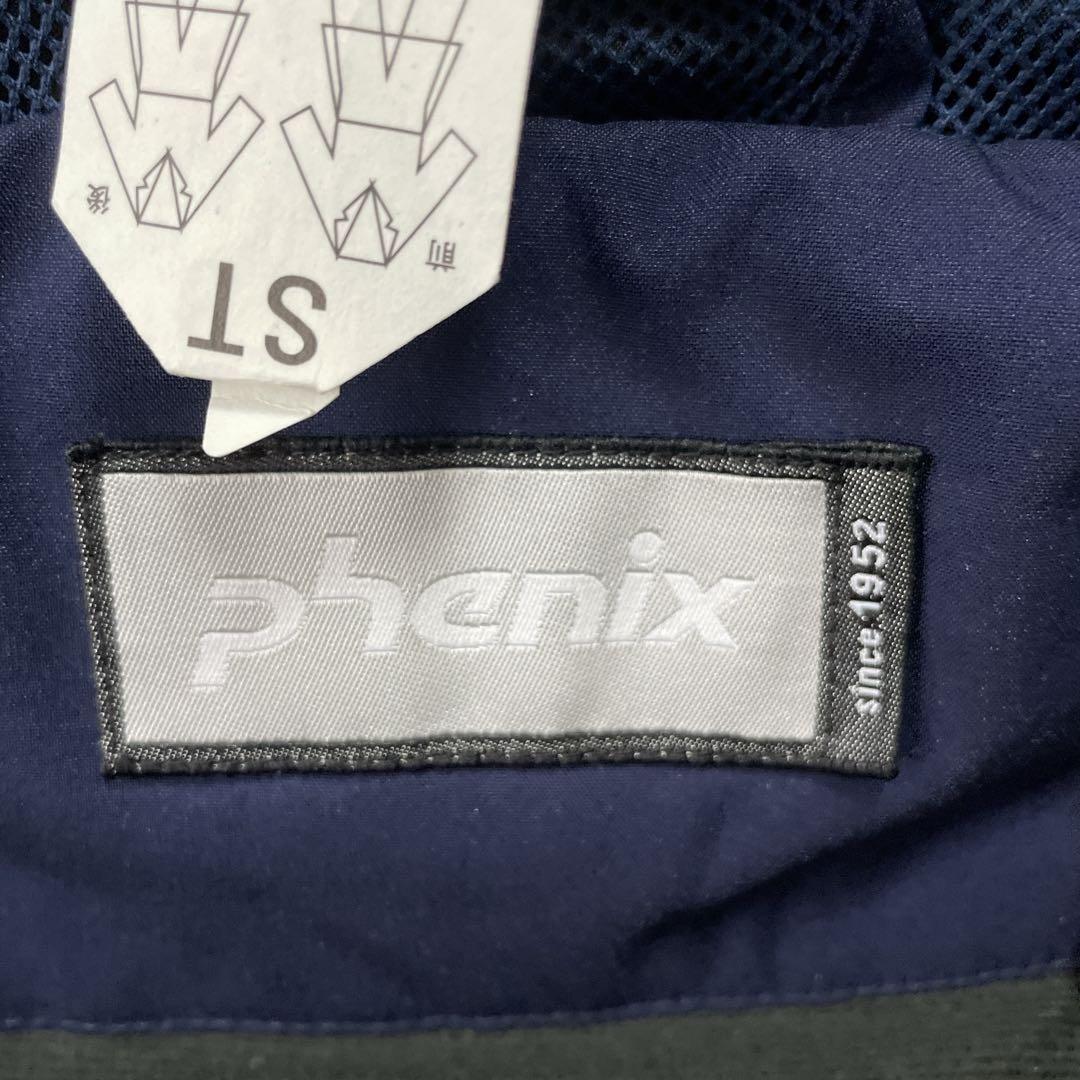 後
前
ST
phenix
since 1952